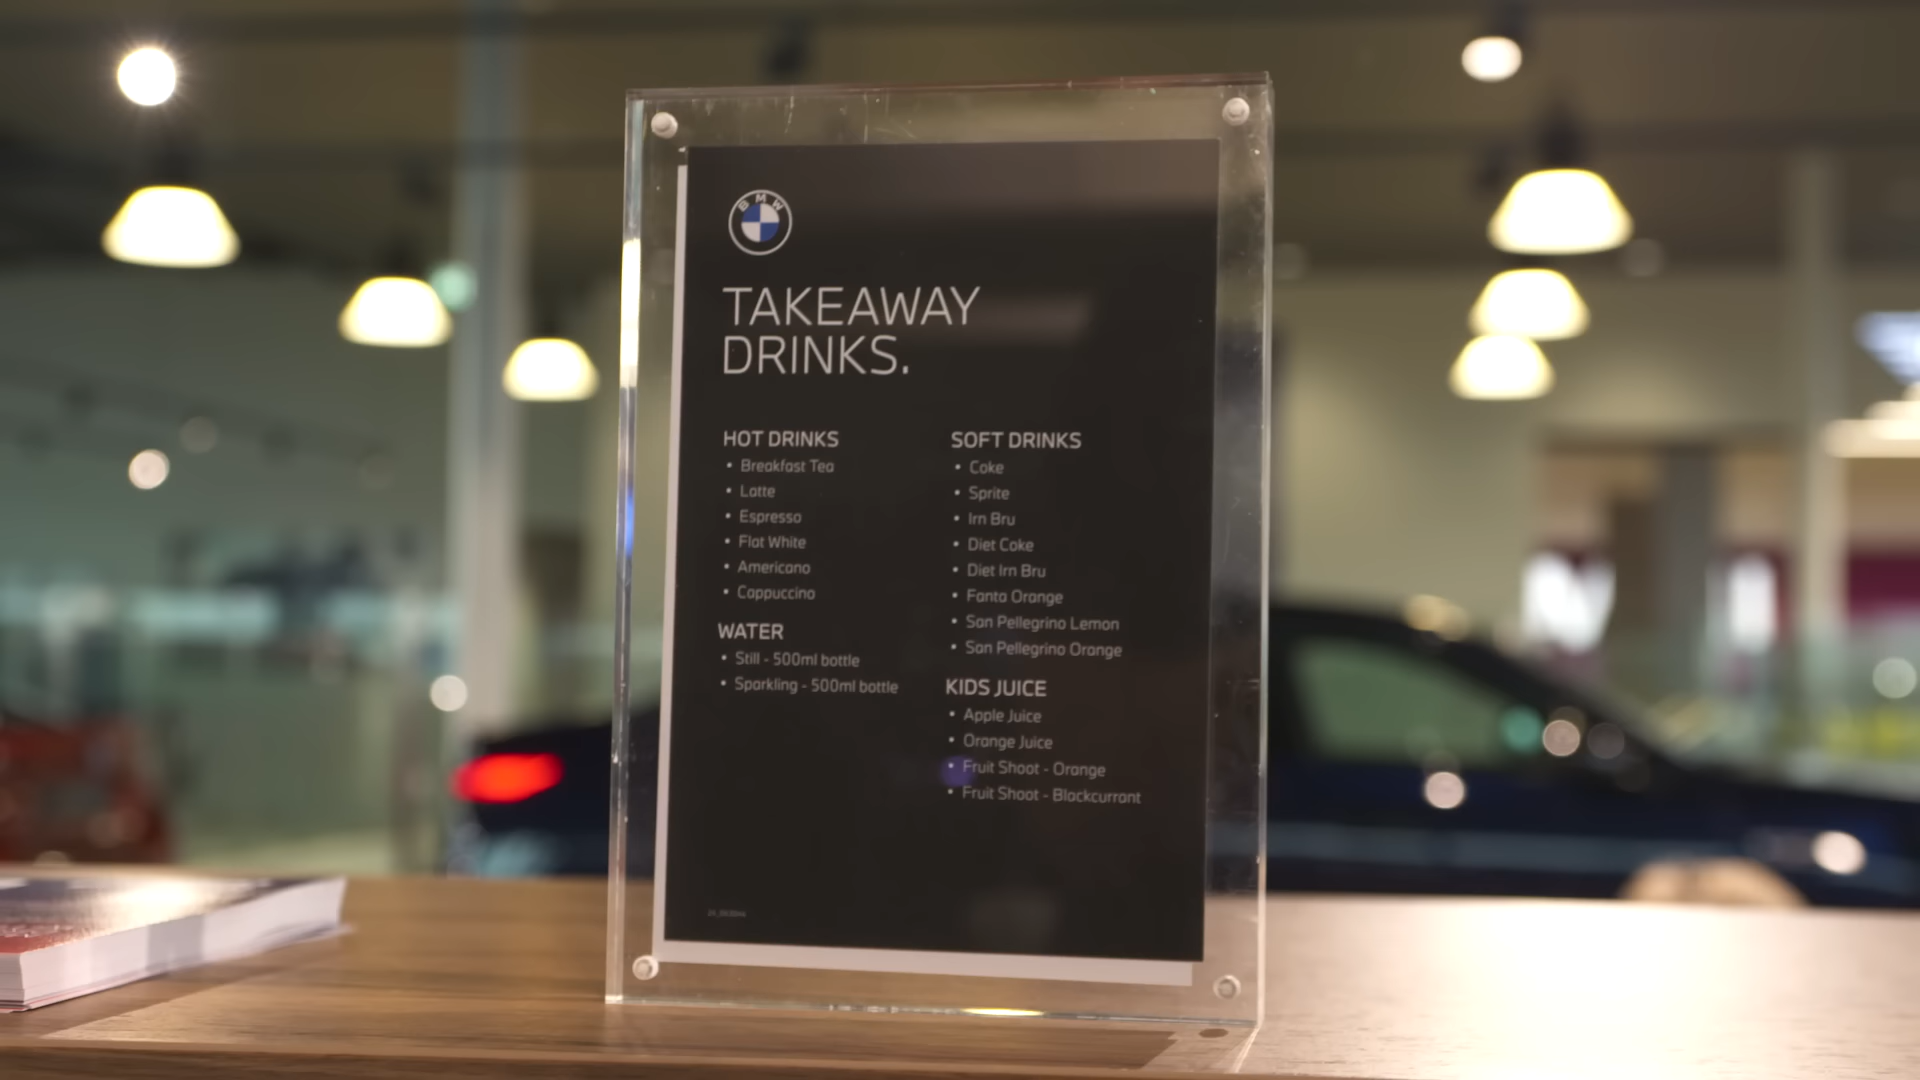 BMW
TAKEAWAY
DRINKS.
HOT DRINKS
• Breakfast Tea
• Latte
• Espresso
• Flat White
• Americano
• Cappuccino
WATER
• Still - 500ml bottle
• Sparkling - 500ml bottle
SOFT DRINKS
• Coke
• Sprite
• Irn Bru
• Diet Coke
• Diet Irn Bru
• Fanta Orange
• San Pellegrino Lemon
• San Pellegrino Orange
KIDS JUICE
• Apple Juice
• Orange Juice
• Fruit Shoot - Orange
• Fruit Shoot - Blackcurrant